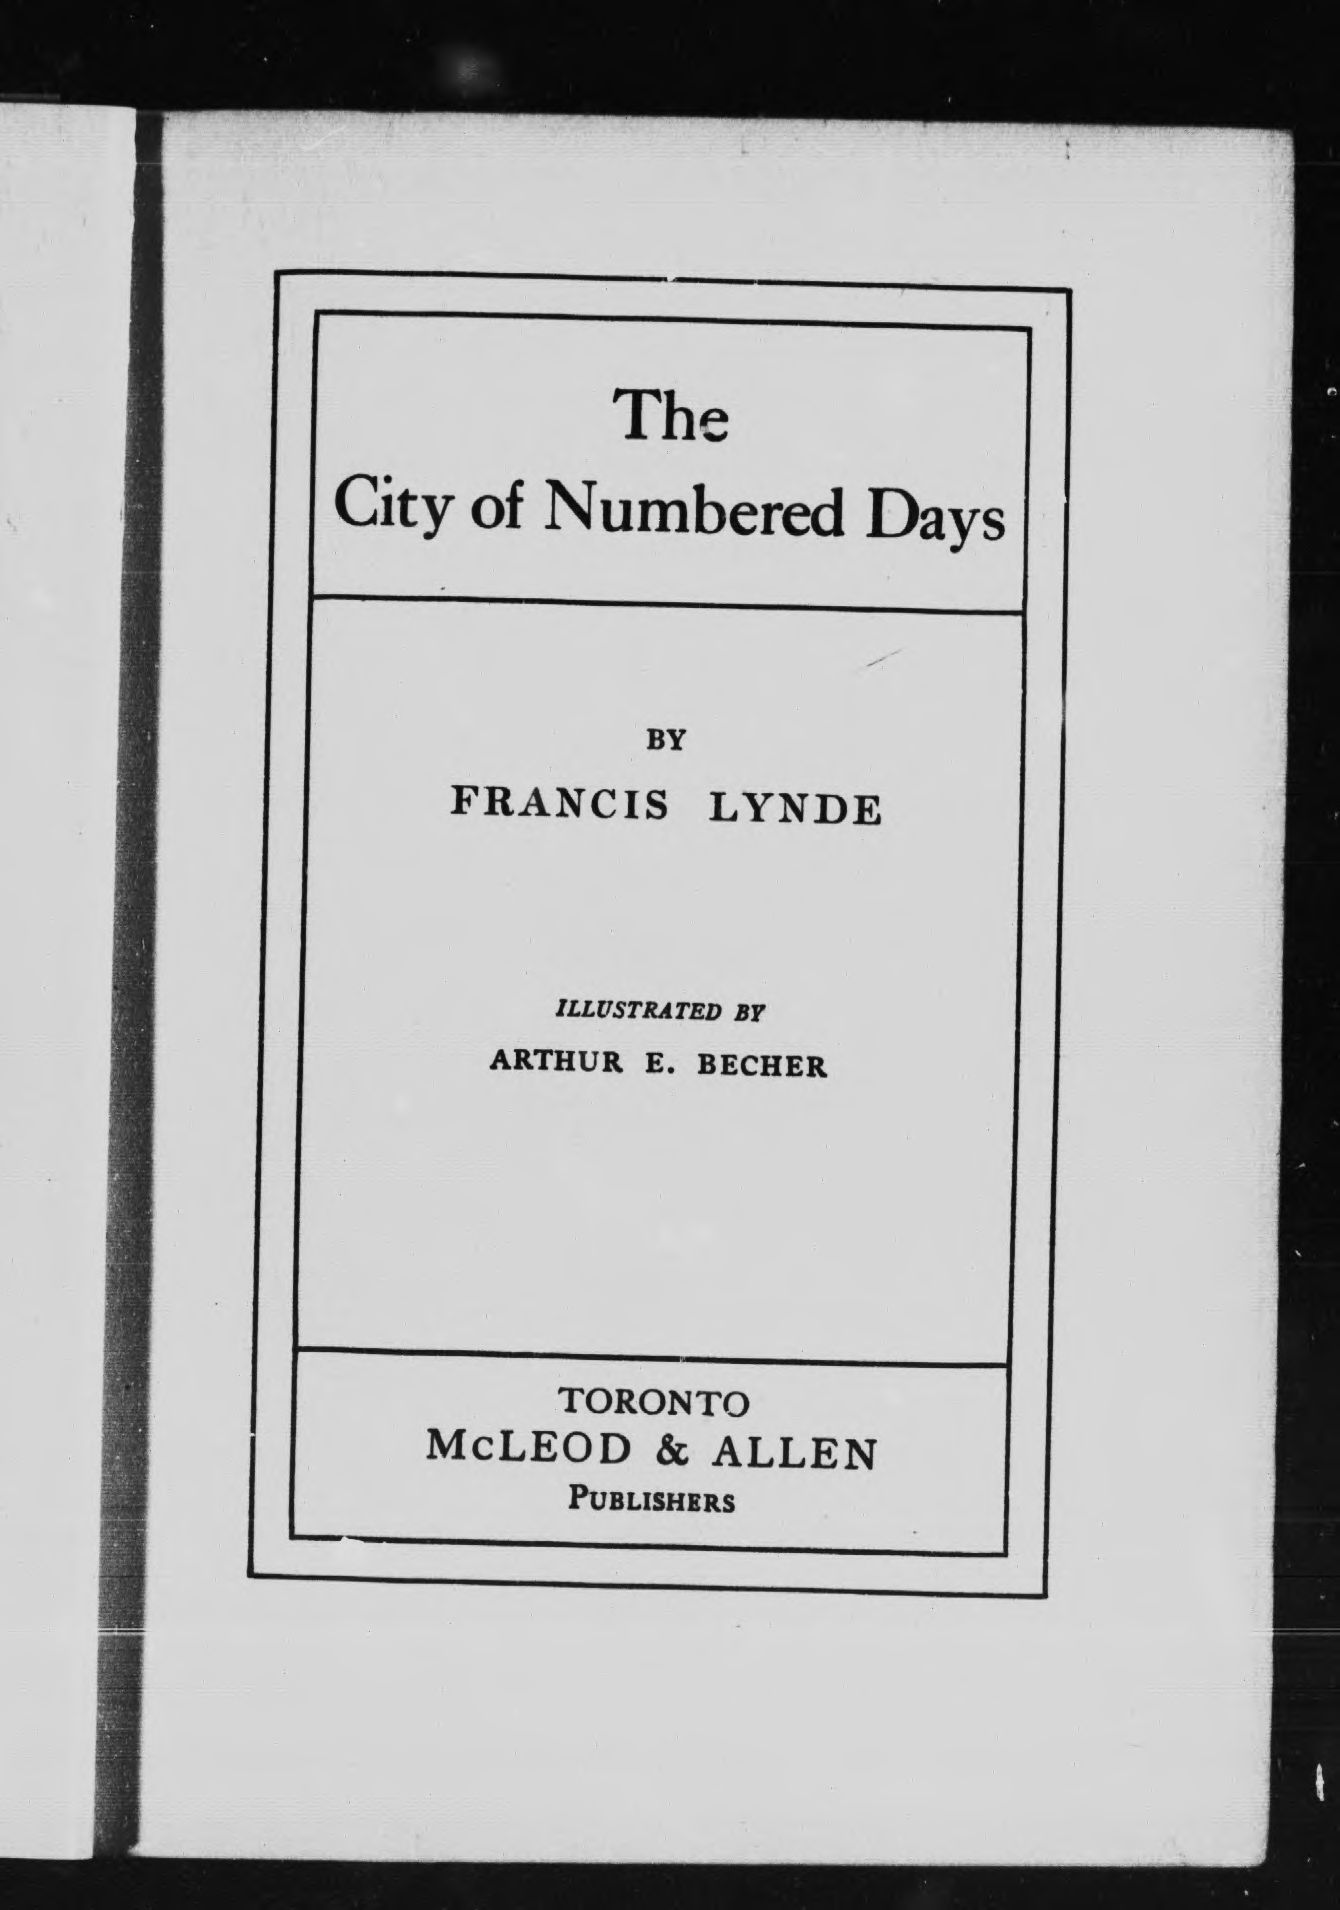 The
City of Numbered Days
BY
FRANCIS LYNDE
ILLUSTRATED BY
ARTHUR E. BECHER
TORONTO
McLEOD & ALLEN
PUBLISHERS